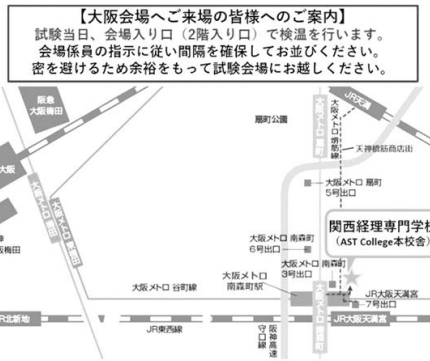 【大阪会場へご来場の皆様へのご案内】
試験当日、会場入り口（2階入り口）で検温を行います。
会場係員の指示に従い間隔を確保してお並びください。
密を避けるため余裕をもって試験会場にお越しください。
阪急
大阪梅田
扇町公園
大阪メトロ 扇町
大阪メトロ 堺筋線
JR天満
天神橋筋商店街
大阪
大阪メトロ 扇町
5号出口
関西経理専門学校
（AST College本校舎）
大阪メトロ 南森町
6号出口
大阪メトロ 南森町
3号出口
梅田
大阪メトロ 谷町線
大阪メトロ
南森町駅
JR大阪天満宮
7号出口
JR北新地
JR東西線
阪神高速
守口線
JR大阪天満宮